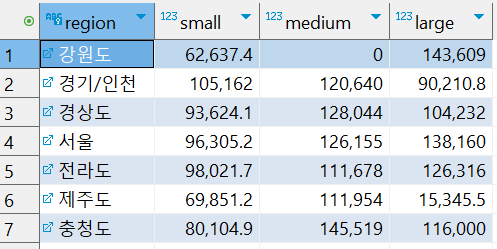 ABC region 123 small 123 medium 123 large
1 강원도 62,637.4 0 143,609
2 경기/인천 105,162 120,640 90,210.8
3 경상도 93,624.1 128,044 104,232
4 서울 96,305.2 126,155 138,160
5 전라도 98,021.7 111,678 126,316
6 제주도 69,851.2 111,954 15,345.5
7 충청도 80,104.9 145,519 116,000